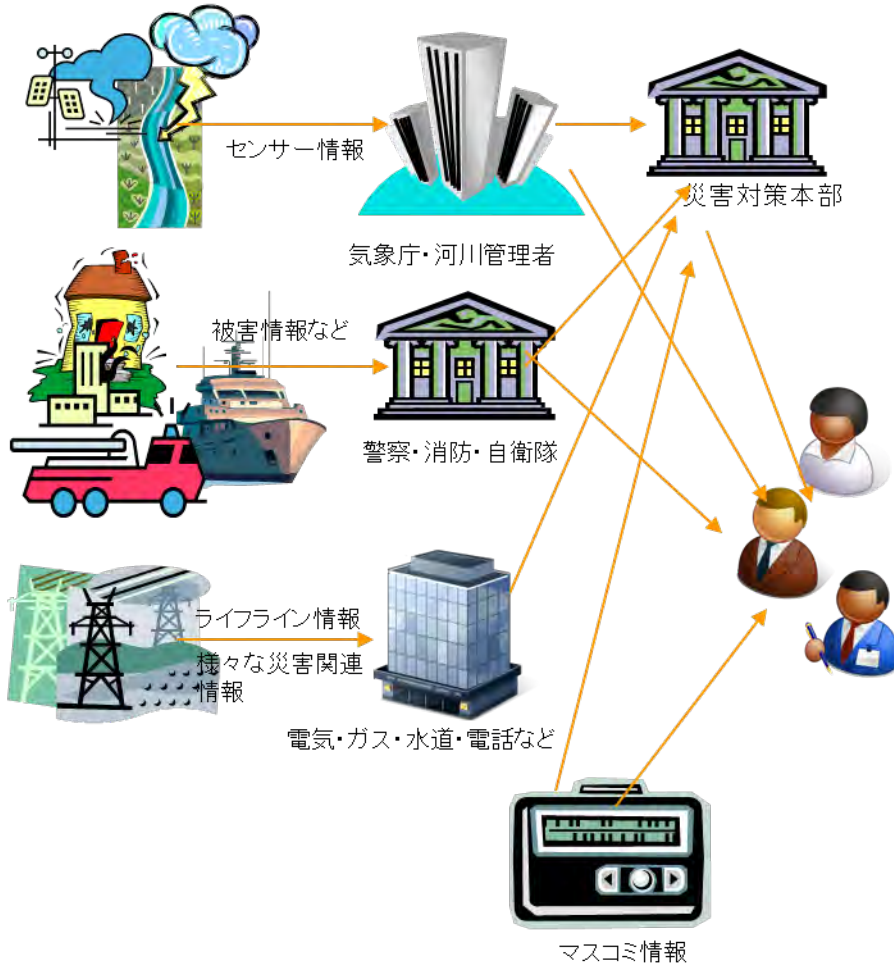 センサー情報
気象庁・河川管理者
災害対策本部
被害情報など
警察・消防・自衛隊
ライフライン情報
様々な災害関連
情報
電気・ガス・水道・電話など
マスコミ情報